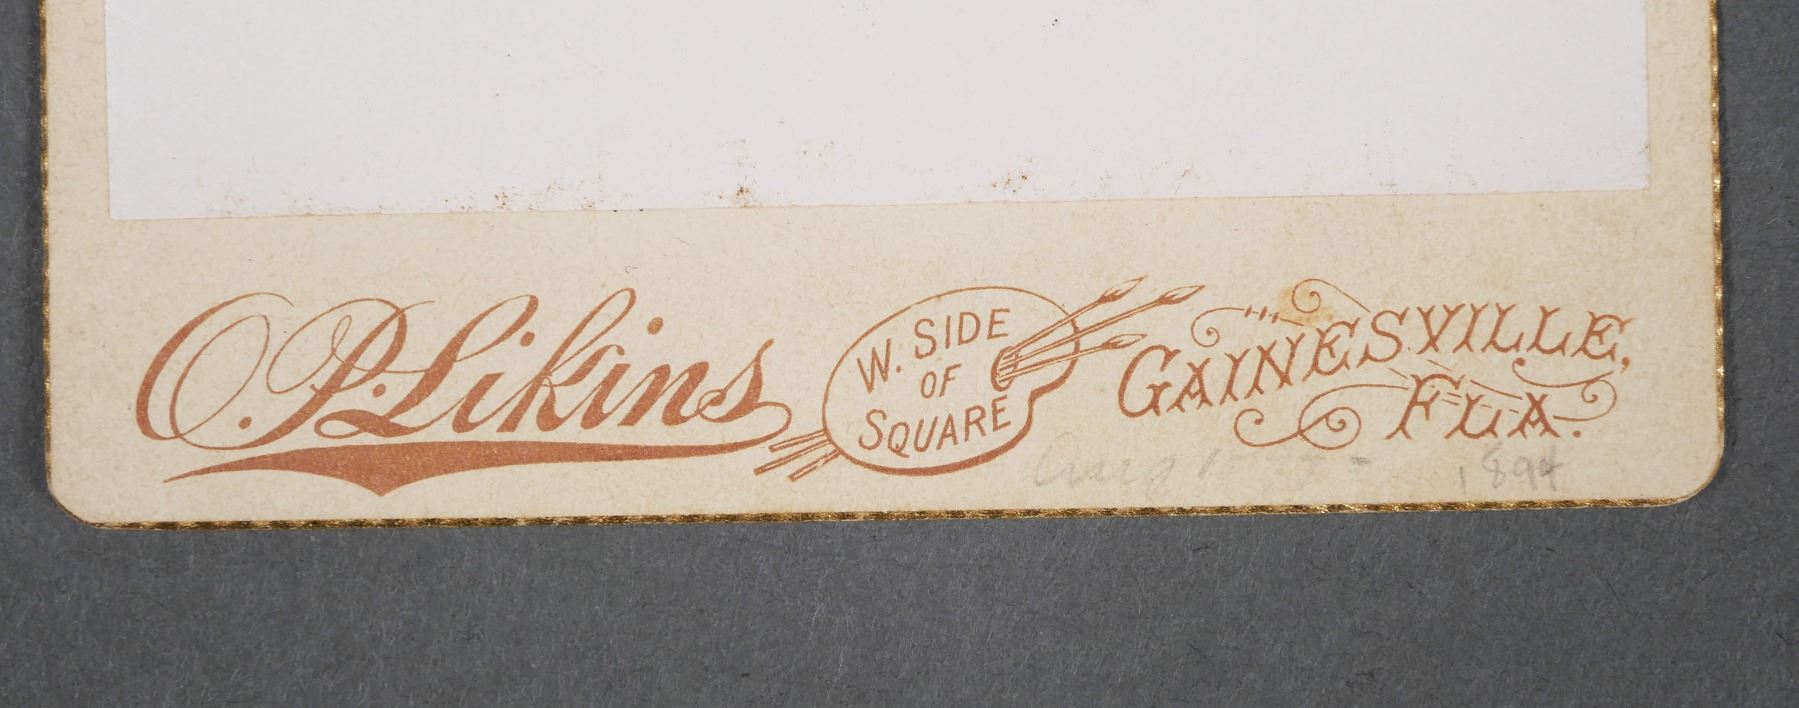 O.P. Likins
W. SIDE
OF
SQUARE
GAINESVILLE,
FLA.
1894